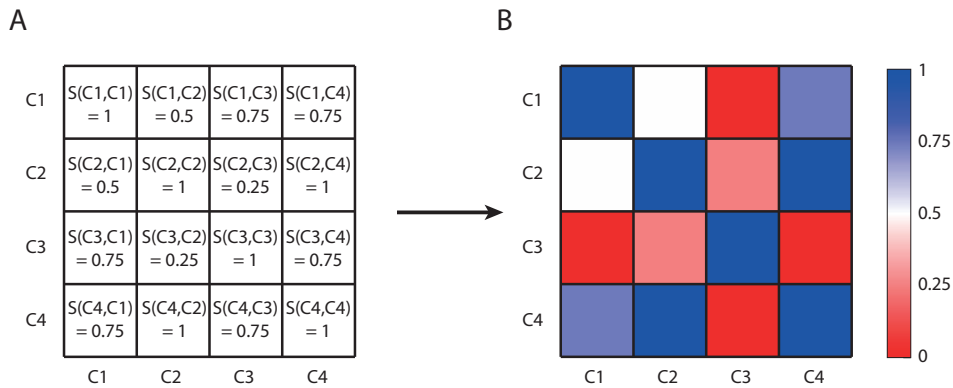 A
B
C1
S(C1,C1) S(C1,C2) S(C1,C3) S(C1,C4)
= 1 = 0.5 = 0.75 = 0.75
C2
S(C2,C1) S(C2,C2) S(C2,C3) S(C2,C4)
= 0.5 = 1 = 0.25 = 1
C3
S(C3,C1) S(C3,C2) S(C3,C3) S(C3,C4)
= 0.75 = 0.25 = 1 = 0.75
C4
S(C4,C1) S(C4,C2) S(C4,C3) S(C4,C4)
= 0.75 = 1 = 0.75 = 1
C1 C2 C3 C4
C1
C2
C3
C4
C1 C2 C3 C4
1
0.75
0.5
0.25
0